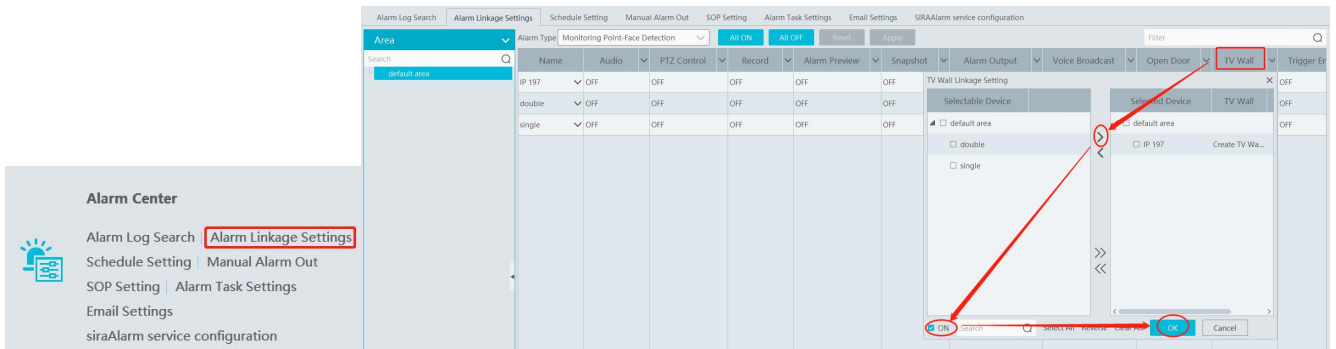 Alarm Center
Alarm Log Search | Alarm Linkage Settings
Schedule Setting | Manual Alarm Out
SOP Setting | Alarm Task Settings
Email Settings
siraAlarm service configuration
Alarm Log Search Alarm Linkage Settings Schedule Setting Manual Alarm Out SOP Setting Alarm Task Settings Email Settings SIRAAlarm service configuration
Area Alarm Type Monitoring Point-Face Detection All ON All OFF Reset Apply Filter
Search Name Audio PTZ Control Record Alarm Preview Snapshot Alarm Output Voice Broadcast Open Door TV Wall Trigger Em
default area
IP 197 OFF OFF OFF OFF OFF TV Wall Linkage Setting OFF
double OFF OFF OFF OFF OFF Selectable Device Selected Device TV Wall OFF
single OFF OFF OFF OFF OFF default area default area OFF
double IP 197 Create TV Wa...
single
ON Search Select All Reverse Clear All OK Cancel